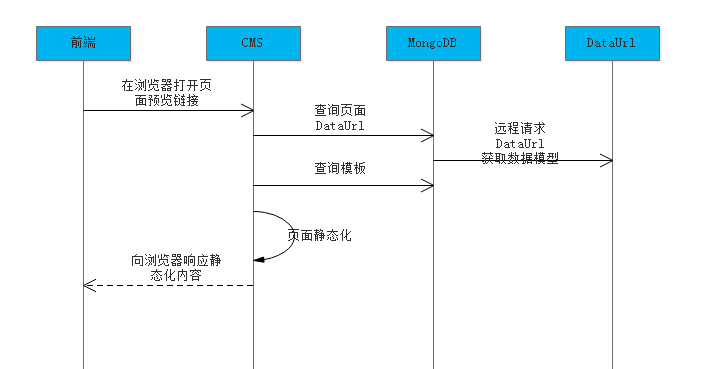 前端
CMS
MongoDB
DataUrl
在浏览器打开页
面预览链接
查询页面
DataUrl
远程请求
DataUrl
获取数据模型
查询模板
页面静态化
向浏览器响应静
态化内容